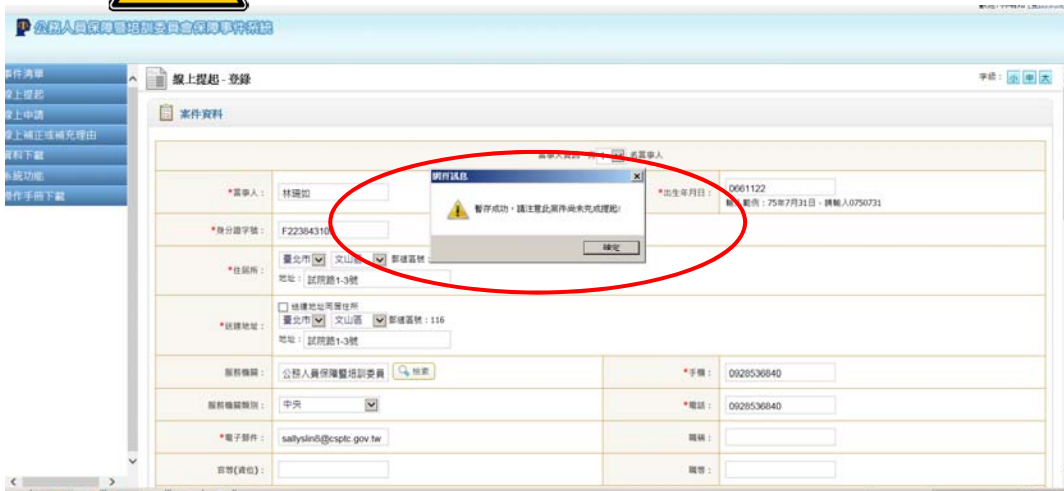 公務人員保障暨培訓委員會保障事件系統
事件清單
線上提起
線上申請
線上補正或補充理由
資料下載
系統功能
操作手冊下載
線上提起 - 登錄
字級： 小 中 大
案件資料
名當事人
*當事人：
*出生年月日： 0661122
範例：75年7月31日，請輸入0750731
網頁訊息
暫存成功，請注意此案件尚未完成提起!
確定
*身分證字號： F22384310
*住居所： 臺北市 文山區 郵遞區號：
地址： 試院路1-3號
*送達地址： 送達地址同居住所
臺北市 文山區 郵遞區號：116
地址： 試院路1-3號
服務機關： 公務人員保障暨培訓委員 檢索
*手機： 0928536840
服務機關類別： 中央
*電話： 0928536840
*電子郵件： sallyslin8@csptc.gov.tw
職稱：
官等(資位)：
職等：